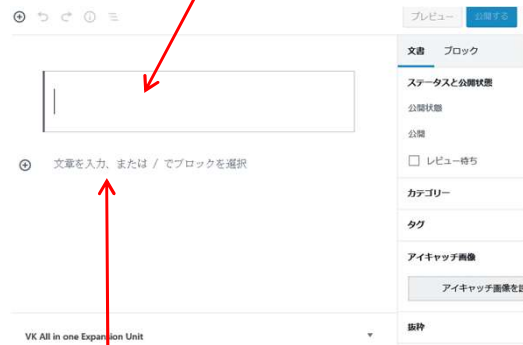 プレビュー 公開する
文書 ブロック
ステータスと公開状態
公開状態
公開
レビュー待ち
文章を入力、または / でブロックを選択
カテゴリー
タグ
アイキャッチ画像
アイキャッチ画像を設
抜粋
VK All in one Expansion Unit